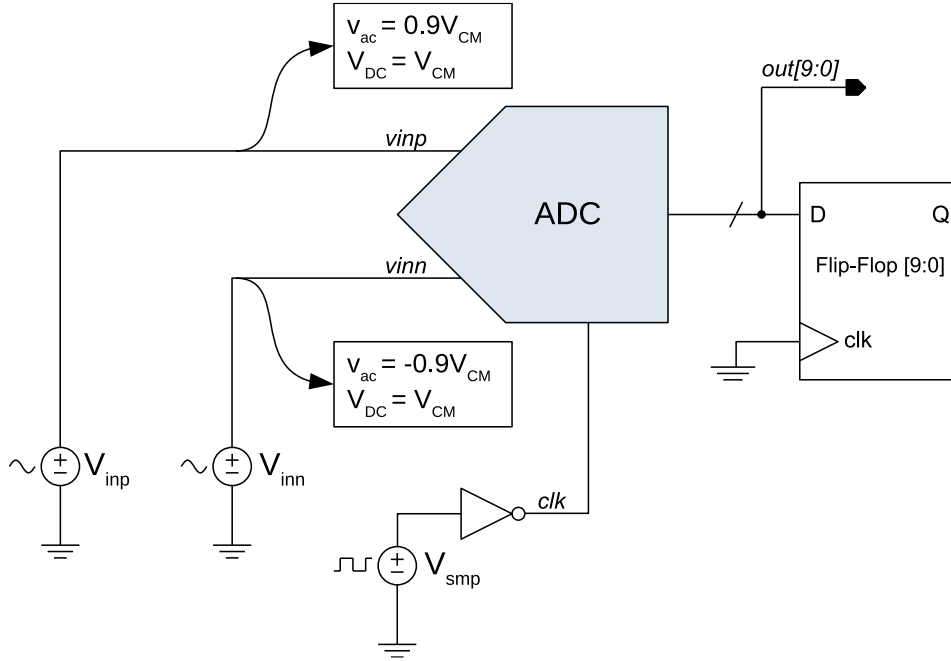 v_ac = 0.9V_CM
V_DC = V_CM
out[9:0]
vinp
ADC
D
Q
Flip-Flop [9:0]
clk
vinn
v_ac = -0.9V_CM
V_DC = V_CM
V_inp
V_inn
clk
V_smp